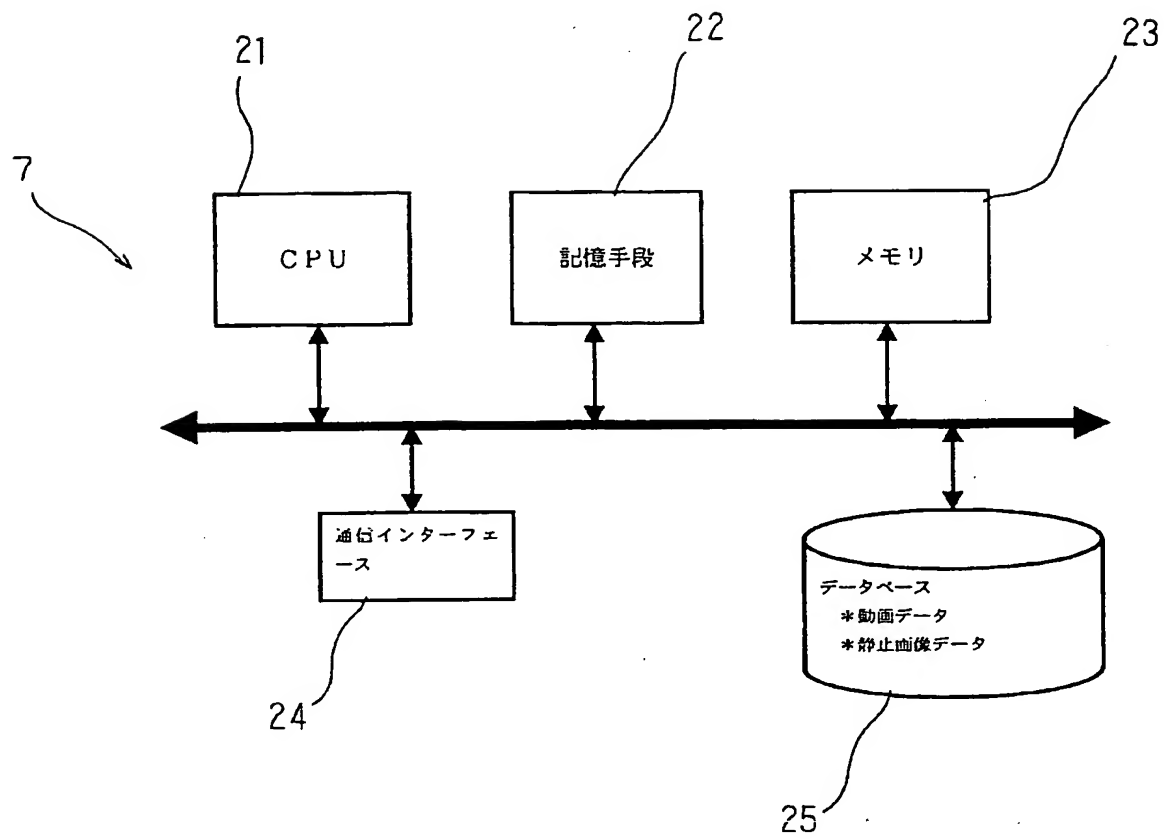 21
22
23
7
CPU
記憶手段
メモリ
通信インターフェ
ース
データベース
*動画データ
*静止画像データ
24
25